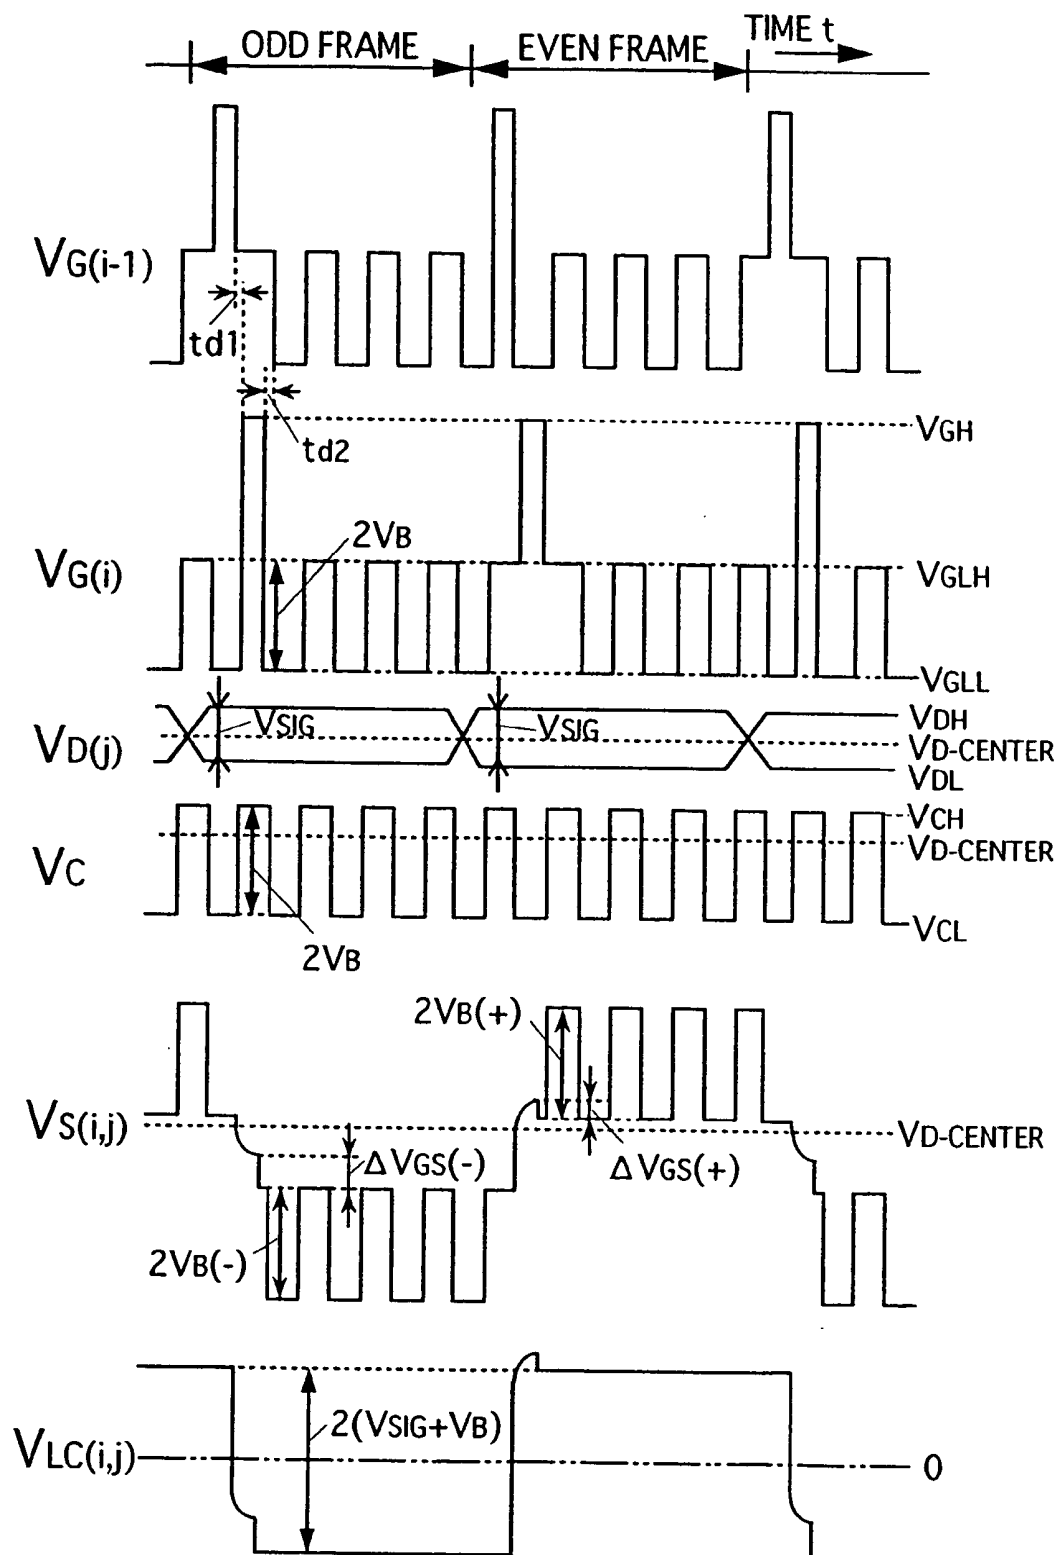 TIME t
ODD FRAME
EVEN FRAME
VG(i-1)
td1
td2
VGH
2VB
VG(i)
VGLH
VGLL
VSIG
VSIG
VD(j)
VDH
VD-CENTER
VDL
VCH
VD-CENTER
VC
VCL
2VB
2VB(+)
VS(i,j)
VD-CENTER
ΔVGS(-)
ΔVGS(+)
2VB(-)
2(VSIG+VB)
VLC(i,j)
0